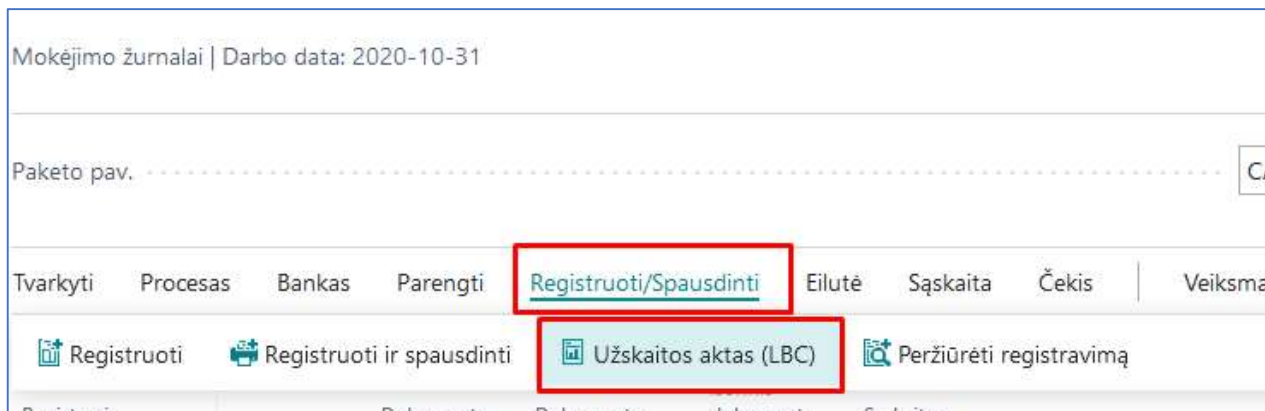 Mokėjimo žurnalai | Darbo data: 2020-10-31
Paketo pav.
Tvarkyti Procesas Bankas Parengti Registruoti/Spausdinti Eilutė Sąskaita Čekis Veiksma
Registruoti Registruoti ir spausdinti Užskaitos aktas (LBC) Peržiūrėti registravimą